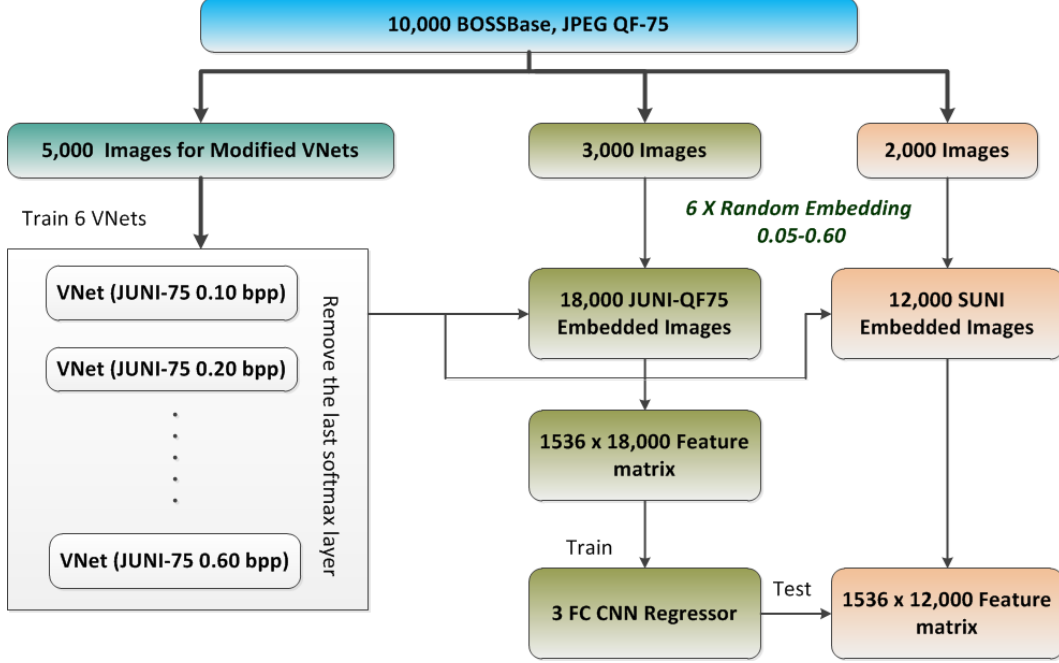 10,000 BOSSBase, JPEG QF-75
5,000 Images for Modified VNets
3,000 Images
2,000 Images
Train 6 VNets
6 X Random Embedding
0.05-0.60
VNet (JUNI-75 0.10 bpp)
VNet (JUNI-75 0.20 bpp)
VNet (JUNI-75 0.60 bpp)
Remove the last softmax layer
18,000 JUNI-QF75
Embedded Images
12,000 SUNI
Embedded Images
1536 x 18,000 Feature
matrix
Train
3 FC CNN Regressor
Test
1536 x 12,000 Feature
matrix